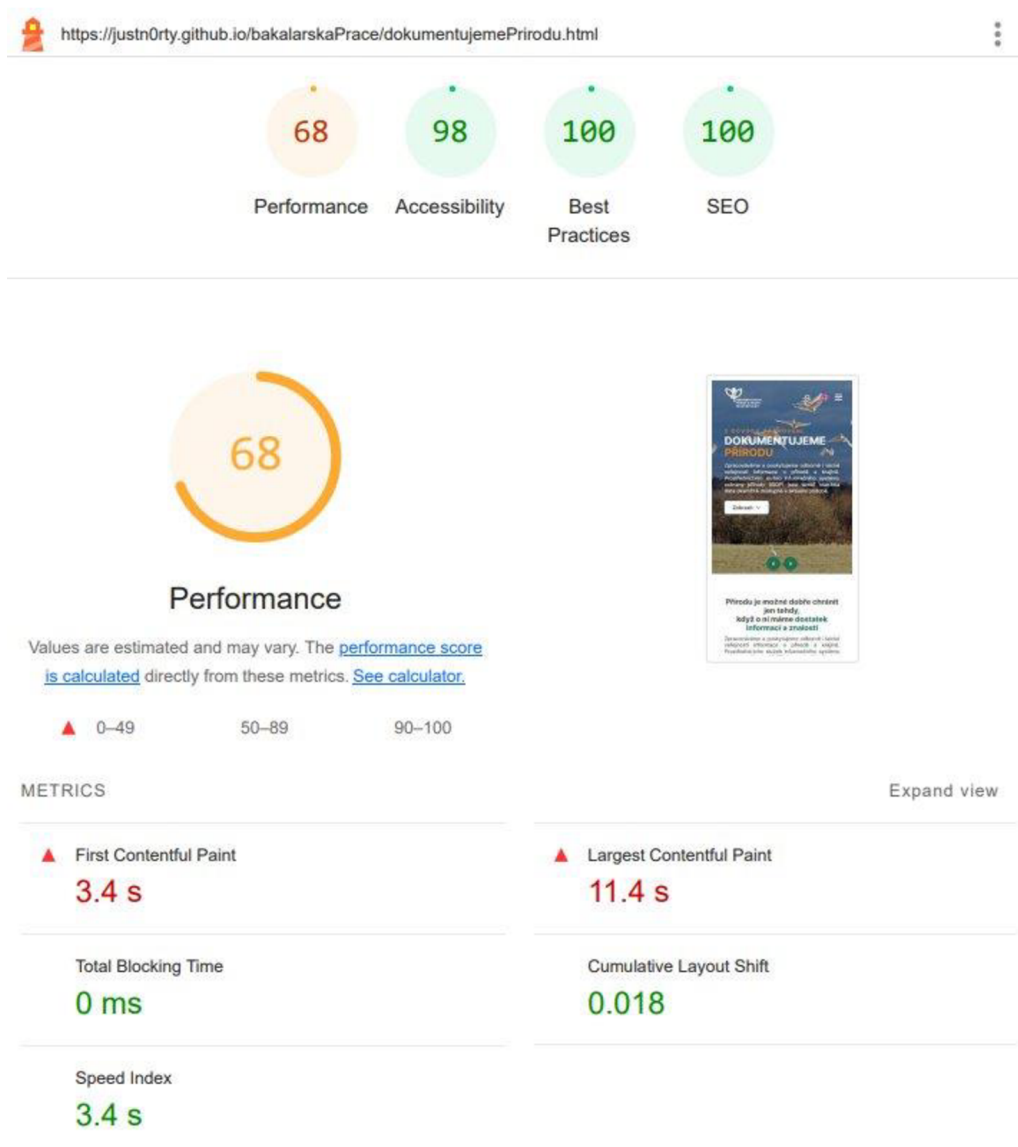 https://justn0rty.github.io/bakalarskaPrace/dokumentujemePrirodu.html
68
98
100
100
Performance
Accessibility
Best
Practices
SEO
68
Performance
Values are estimated and may vary. The performance score
is calculated directly from these metrics. See calculator.
0–49
50–89
90–100
DOKUMENTUJEME
PŘÍRODU
Zobrazit
Přírodu je možné dobře chránit
jen tehdy,
když o ní máme dostatek
informací a znalostí
METRICS
Expand view
First Contentful Paint
3.4 s
Largest Contentful Paint
11.4 s
Total Blocking Time
0 ms
Cumulative Layout Shift
0.018
Speed Index
3.4 s